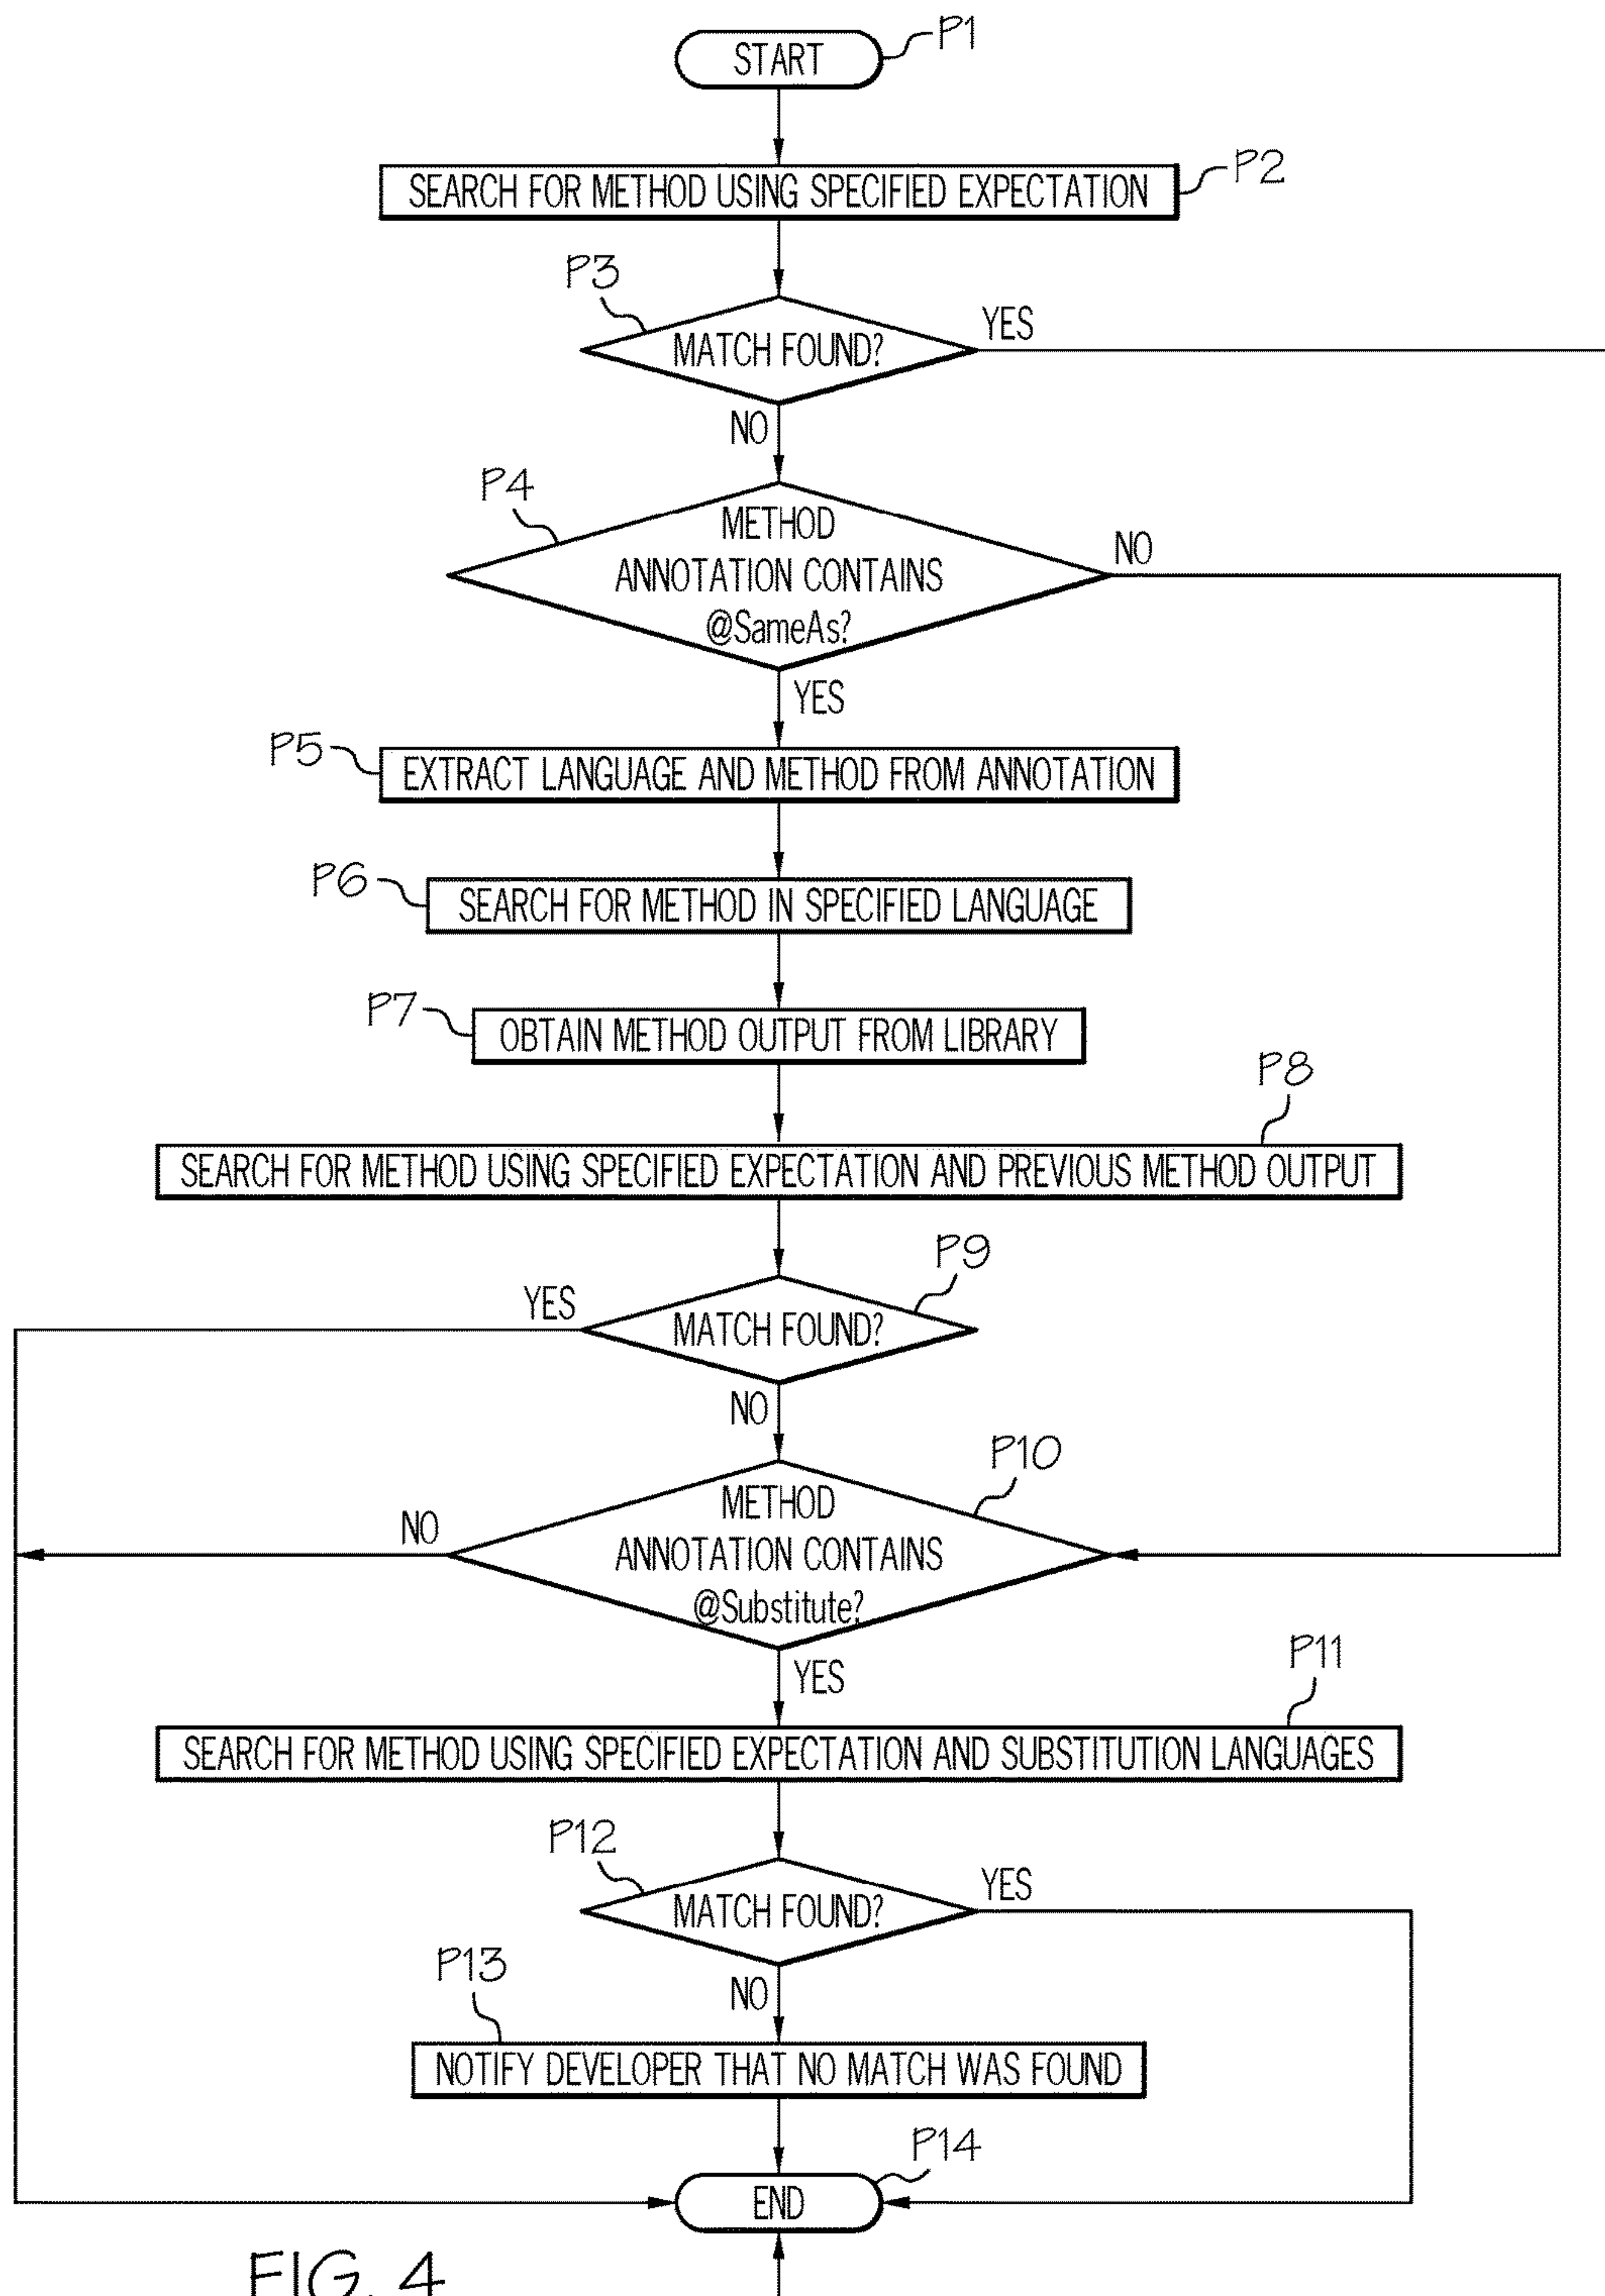 START
P1
SEARCH FOR METHOD USING SPECIFIED EXPECTATION
P2
P3
MATCH FOUND?
YES
NO
P4
METHOD
ANNOTATION CONTAINS
@SameAs?
NO
YES
P5
EXTRACT LANGUAGE AND METHOD FROM ANNOTATION
P6
SEARCH FOR METHOD IN SPECIFIED LANGUAGE
P7
OBTAIN METHOD OUTPUT FROM LIBRARY
P8
SEARCH FOR METHOD USING SPECIFIED EXPECTATION AND PREVIOUS METHOD OUTPUT
P9
YES
MATCH FOUND?
NO
P10
NO
METHOD
ANNOTATION CONTAINS
@Substitute?
YES
P11
SEARCH FOR METHOD USING SPECIFIED EXPECTATION AND SUBSTITUTION LANGUAGES
P12
MATCH FOUND?
YES
NO
P13
NOTIFY DEVELOPER THAT NO MATCH WAS FOUND
P14
END
FIG. 4